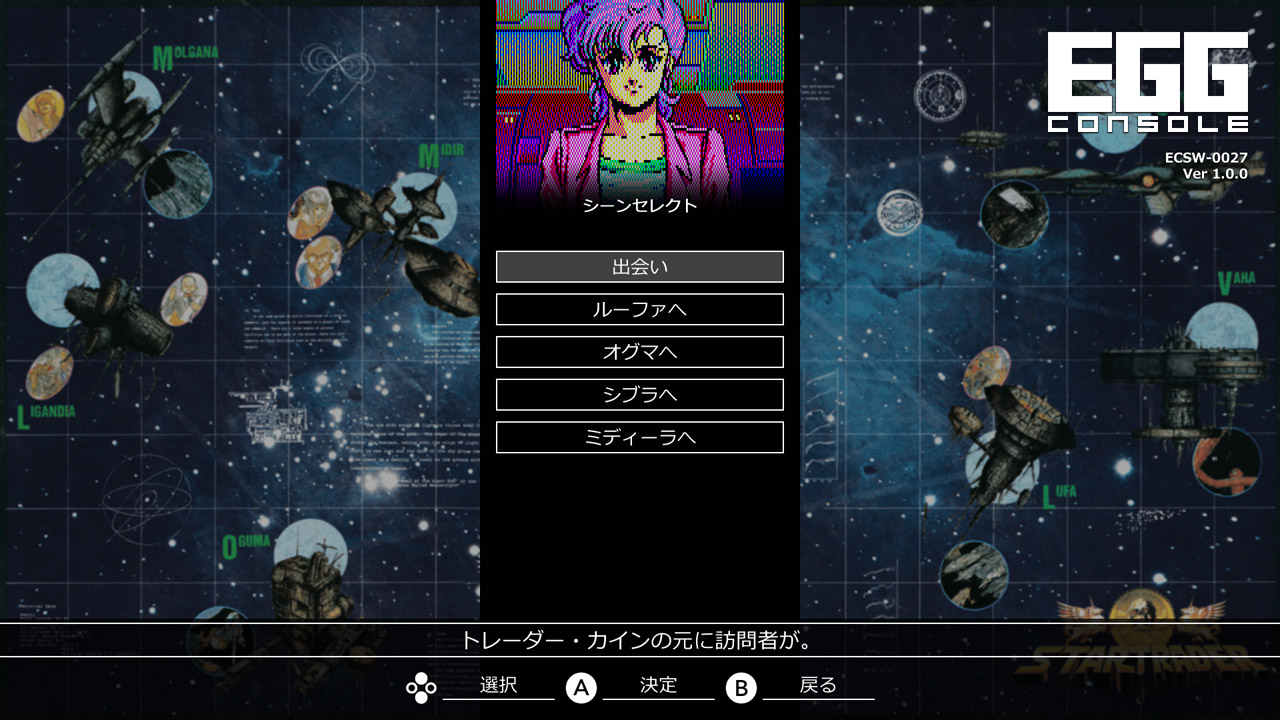 MOLGANA
MIDIR
LIGANDIA
OGUMA
シーンセレクト
出会い
ルーファへ
オグマへ
シブラへ
ミディーラへ
EGG
CONSOLE
ECSW-0027
Ver 1.0.0
VAHA
LUFA
STARTRADER
トレーダー・カインの元に訪問者が。
選択
A
決定
B
戻る